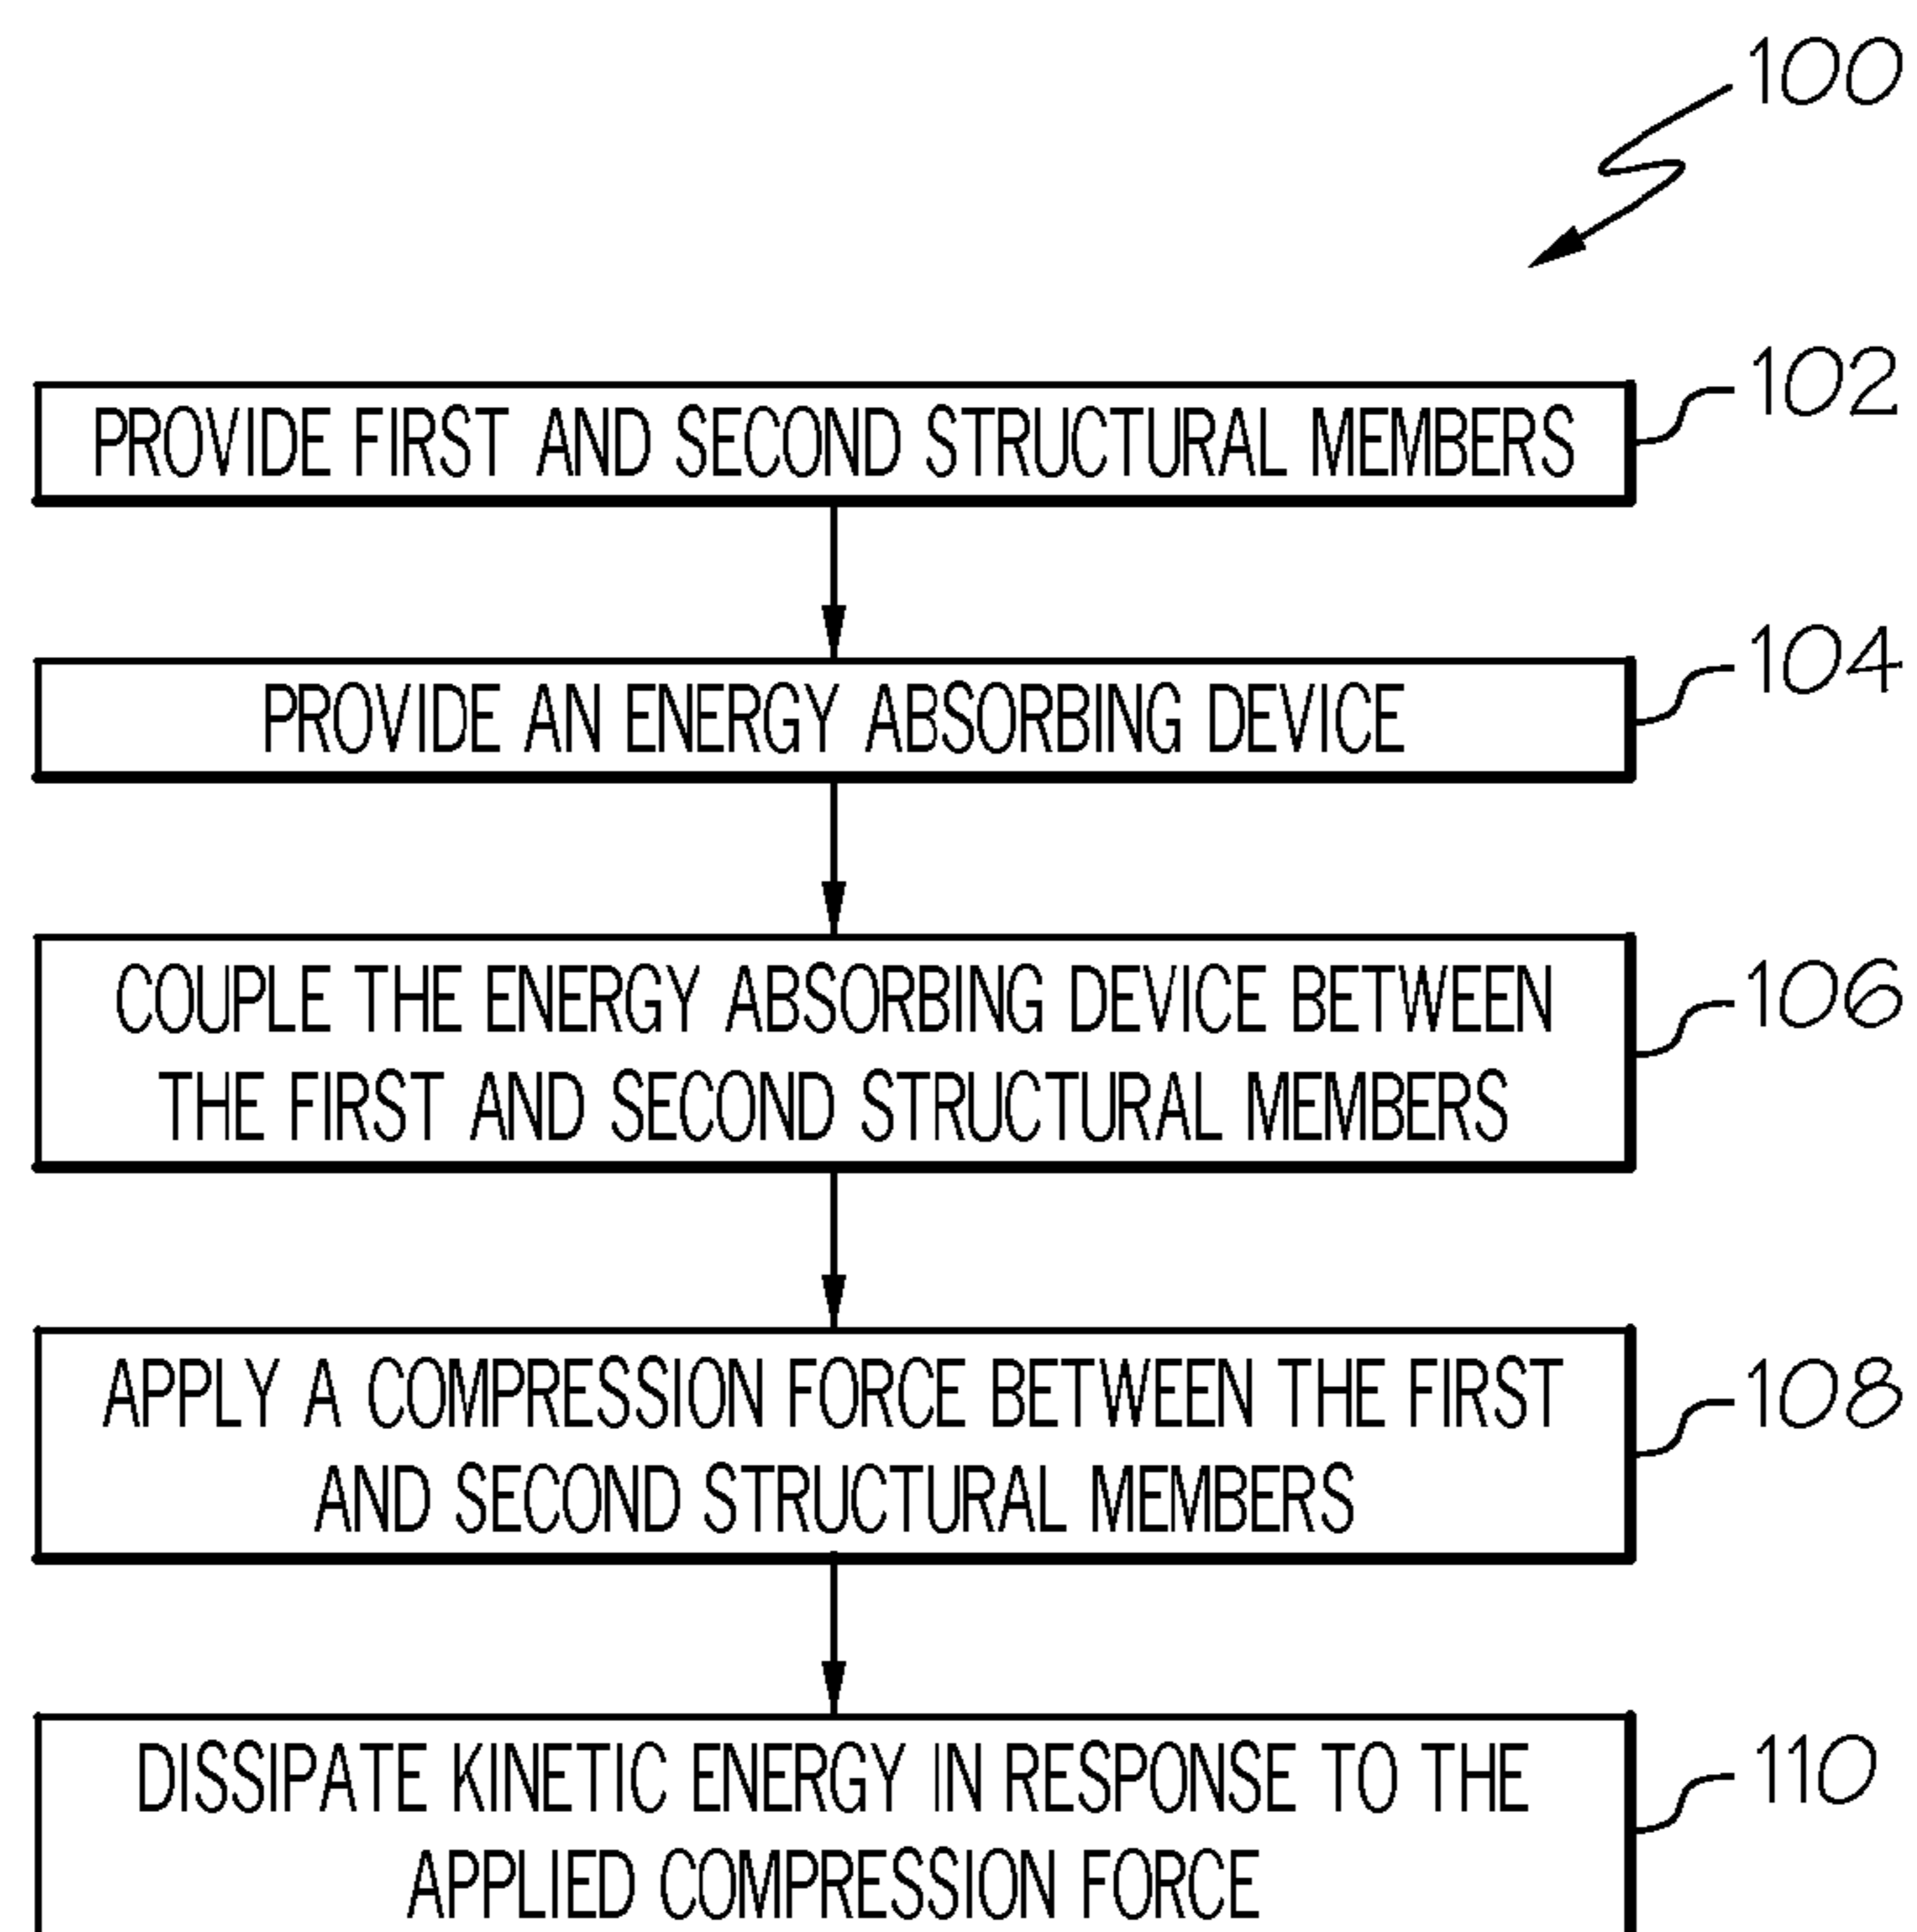 100
PROVIDE FIRST AND SECOND STRUCTURAL MEMBERS
102
PROVIDE AN ENERGY ABSORBING DEVICE
104
COUPLE THE ENERGY ABSORBING DEVICE BETWEEN
THE FIRST AND SECOND STRUCTURAL MEMBERS
106
APPLY A COMPRESSION FORCE BETWEEN THE FIRST
AND SECOND STRUCTURAL MEMBERS
108
DISSIPATE KINETIC ENERGY IN RESPONSE TO THE
APPLIED COMPRESSION FORCE
110